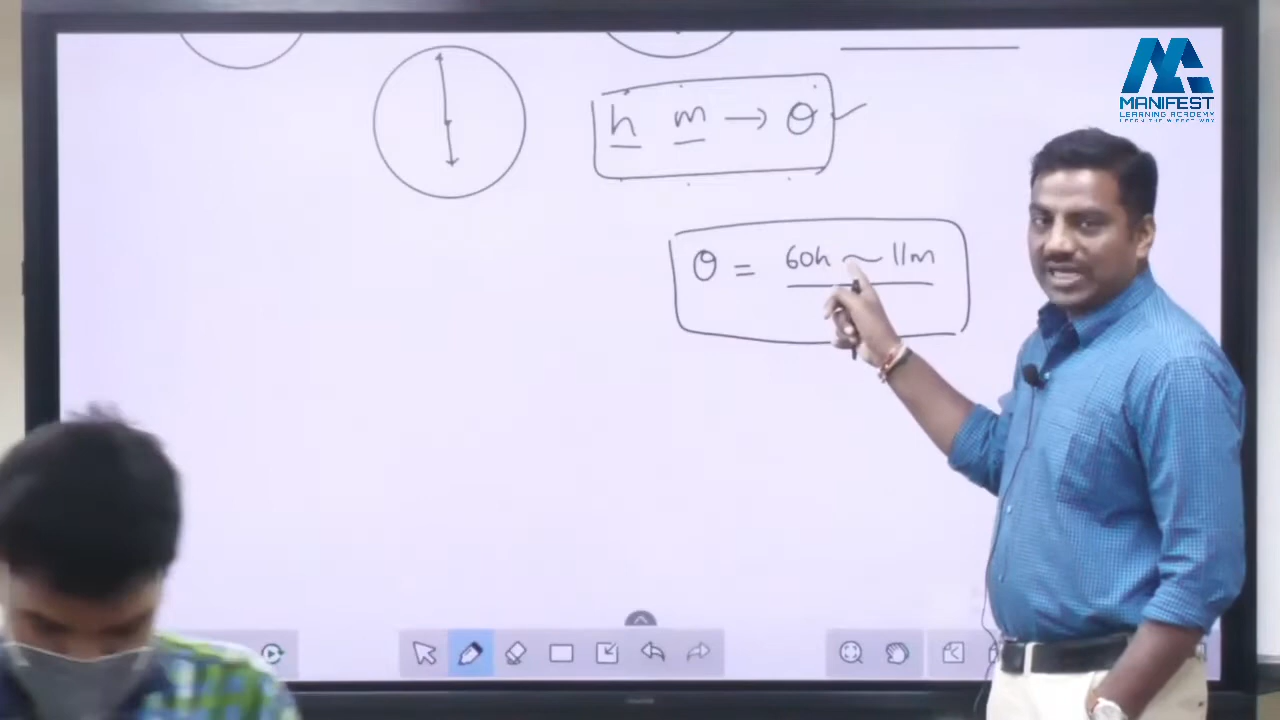 MANIFEST
LEARNING ACADEMY
h m → θ
θ = 60h ~ 11m